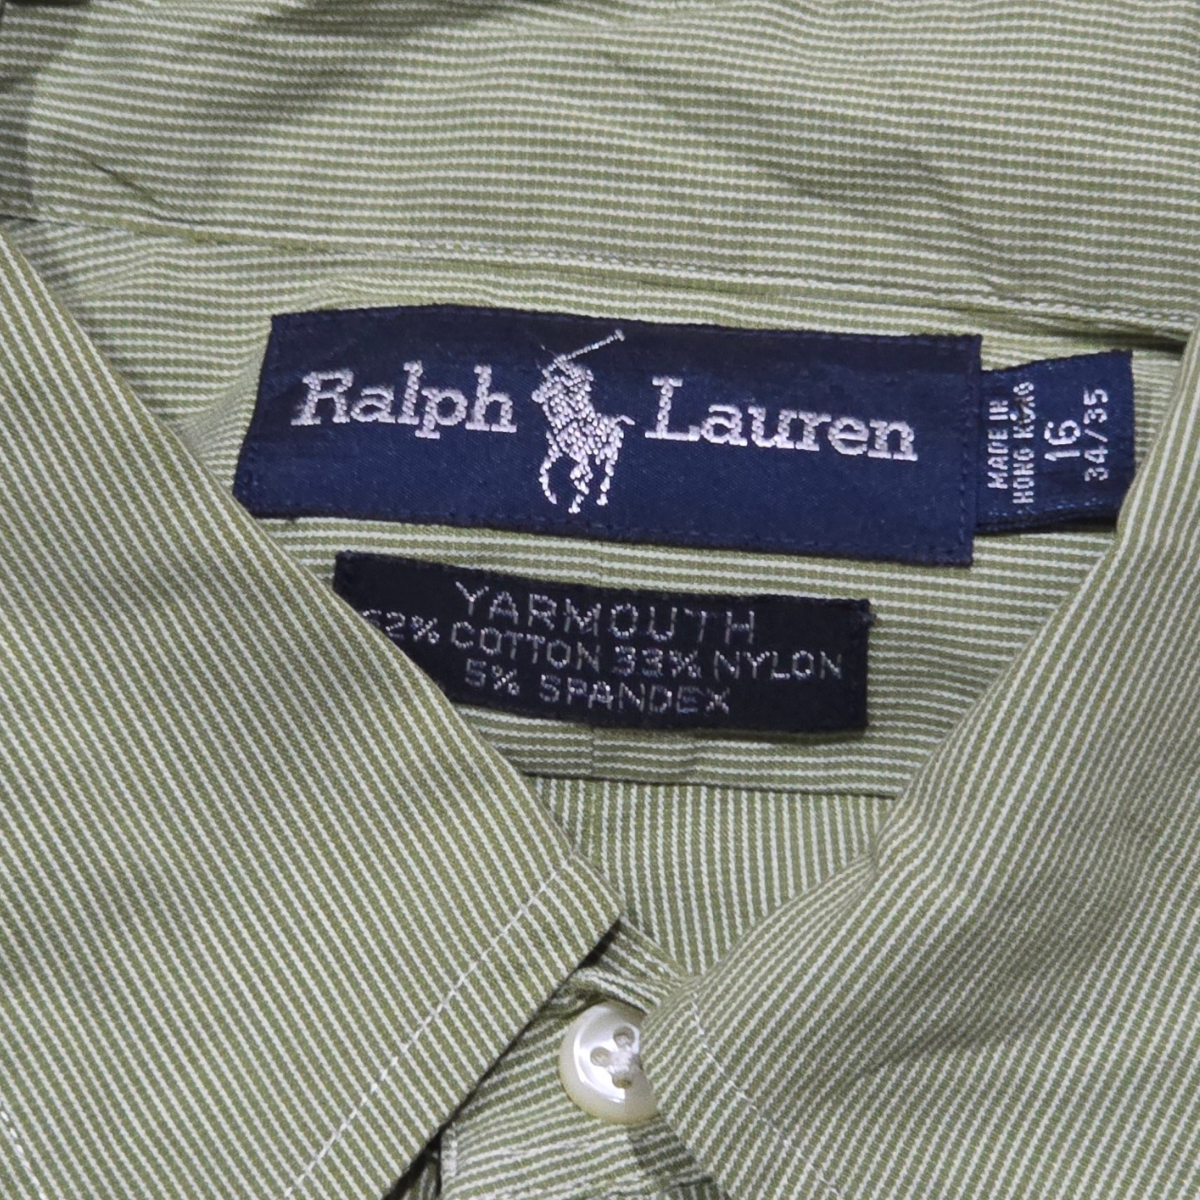 Ralph Lauren
MADE IN
HONG KONG
16
34/35
YARMOUTH
62% COTTON 33% NYLON
5% SPANDEX